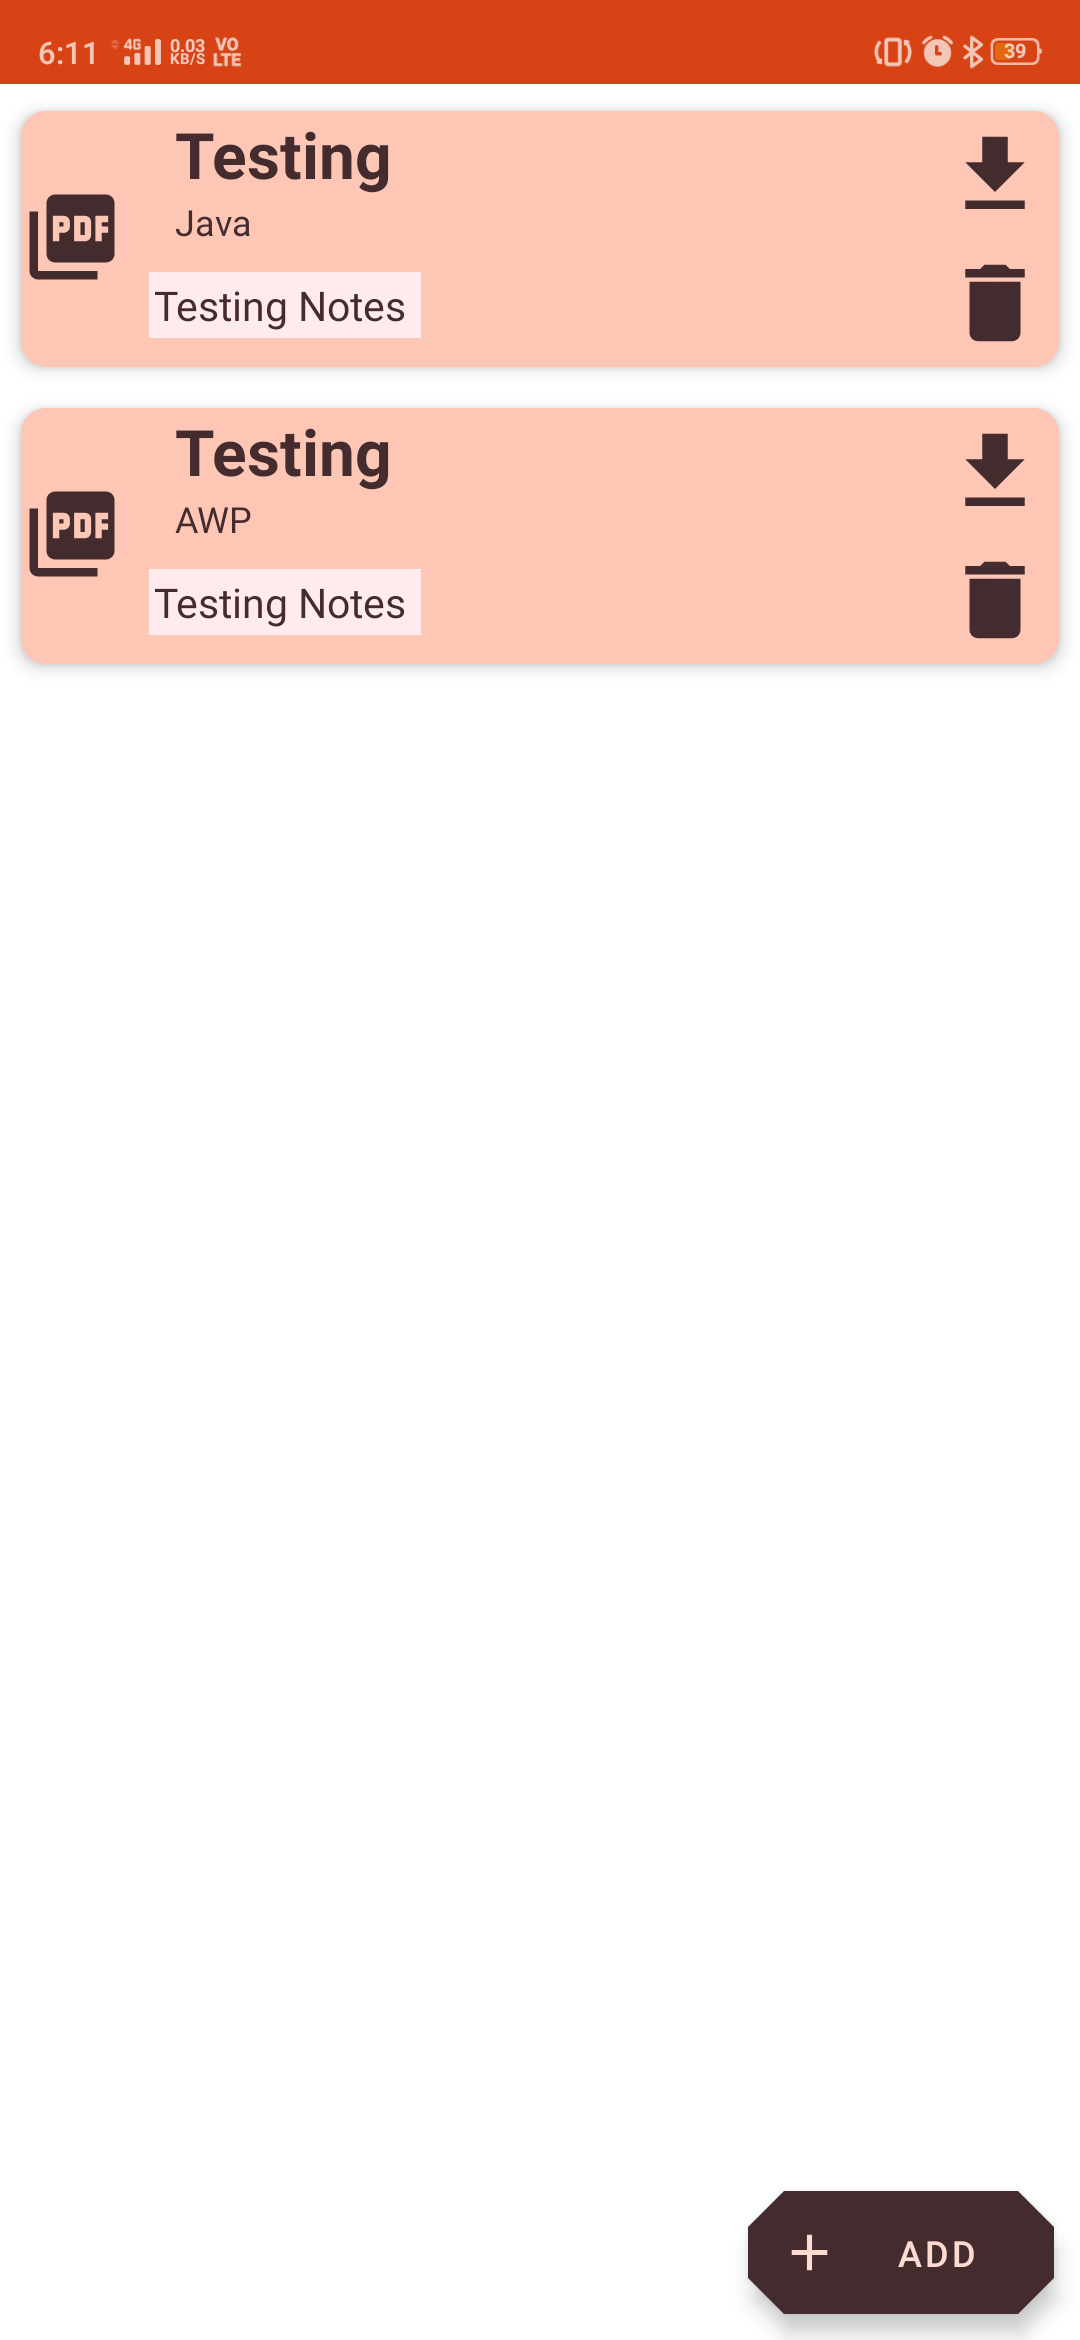 6:11 4G 0.03 KB/S VO LTE 39
Testing
PDF
Java
Testing Notes
Testing
PDF
AWP
Testing Notes
+ ADD